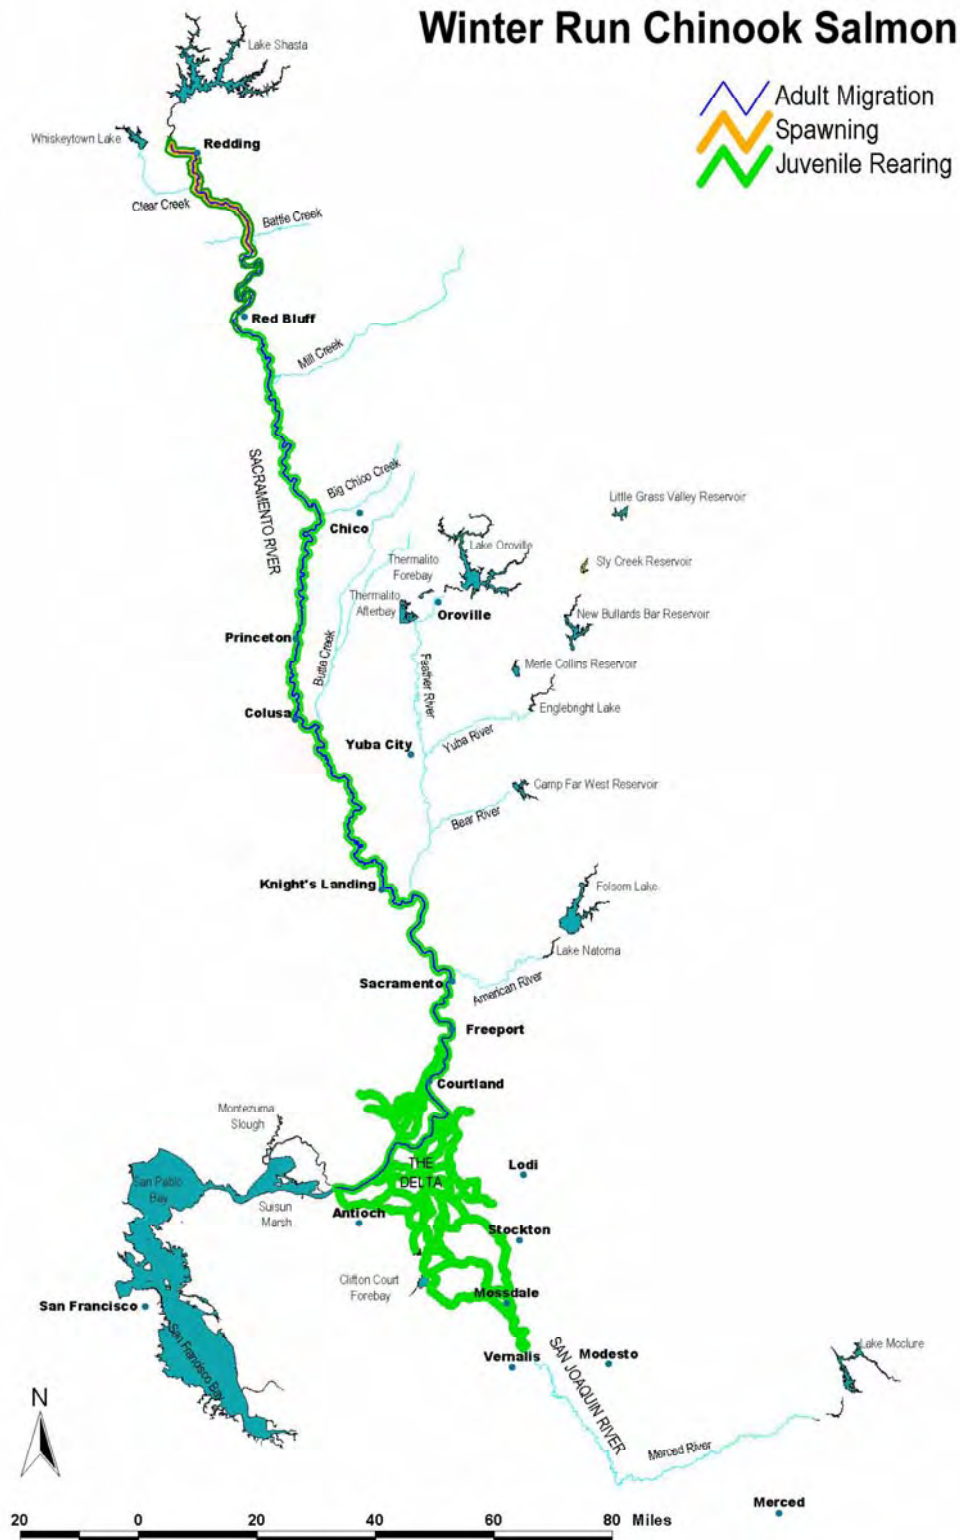 Winter Run Chinook Salmon
Adult Migration
Spawning
Juvenile Rearing
Lake Shasta
Whiskeytown Lake
Redding
Clear Creek
Battle Creek
Red Bluff
Mill Creek
SACRAMENTO RIVER
Big Chico Creek
Chico
Little Grass Valley Reservoir
Lake Oroville
Thermalito
Forebay
Sly Creek Reservoir
Thermalito
Afterbay
Oroville
New Bullards Bar Reservoir
Princeton
Butta Creek
Feather River
Merle Collins Reservoir
Englebright Lake
Colusa
Yuba City
Yuba River
Camp Far West Reservoir
Bear River
Knight's Landing
Folsom Lake
Lake Natoma
Sacramento
American River
Freeport
Courtland
Montezuma
Slough
THE
DELTA
Lodi
San Pablo
Bay
Suisun
Marsh
Antioch
Stockton
Clifton Court
Forebay
Mossdale
San Francisco
San Francisco Bay
Vernalis
SAN JOAQUIN RIVER
Modesto
Lake Mcclure
Merced River
Merced
N
20 0 20 40 60 80 Miles